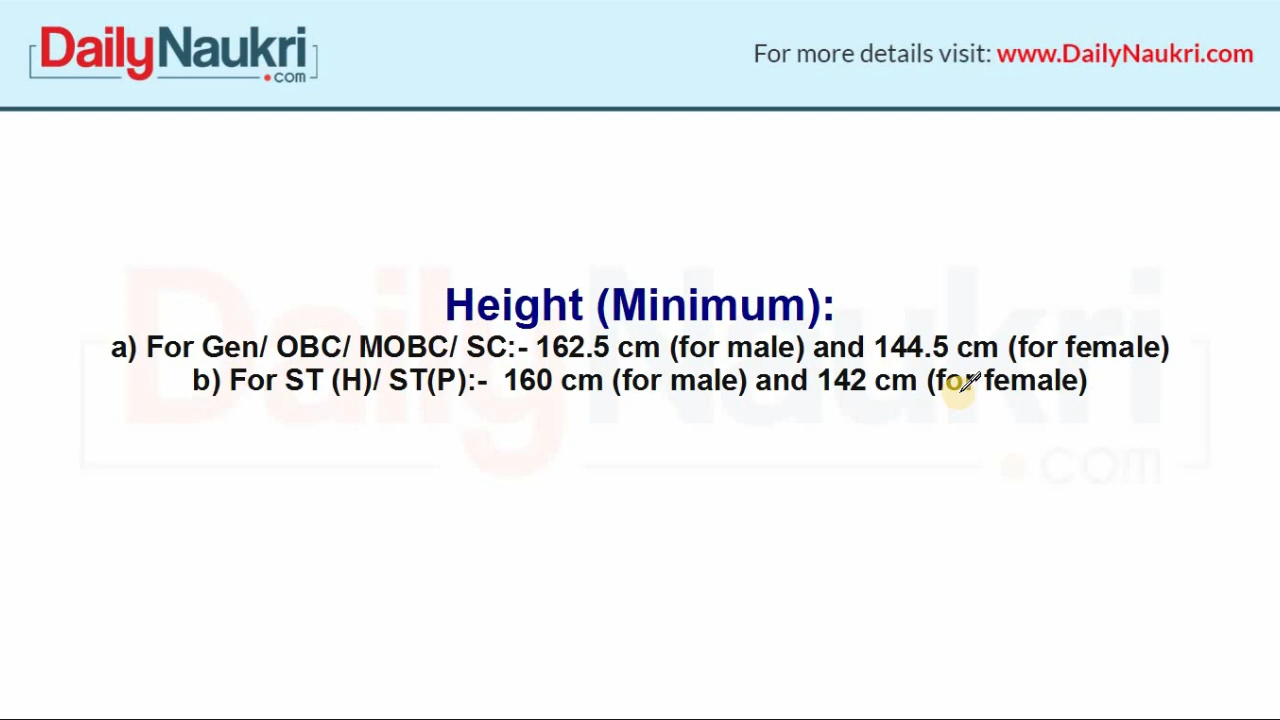 DailyNaukri
.com
For more details visit: www.DailyNaukri.com
Height (Minimum):
a) For Gen/ OBC/ MOBC/ SC:- 162.5 cm (for male) and 144.5 cm (for female)
b) For ST (H)/ ST(P):- 160 cm (for male) and 142 cm (for female)
DailyNaukri
.com